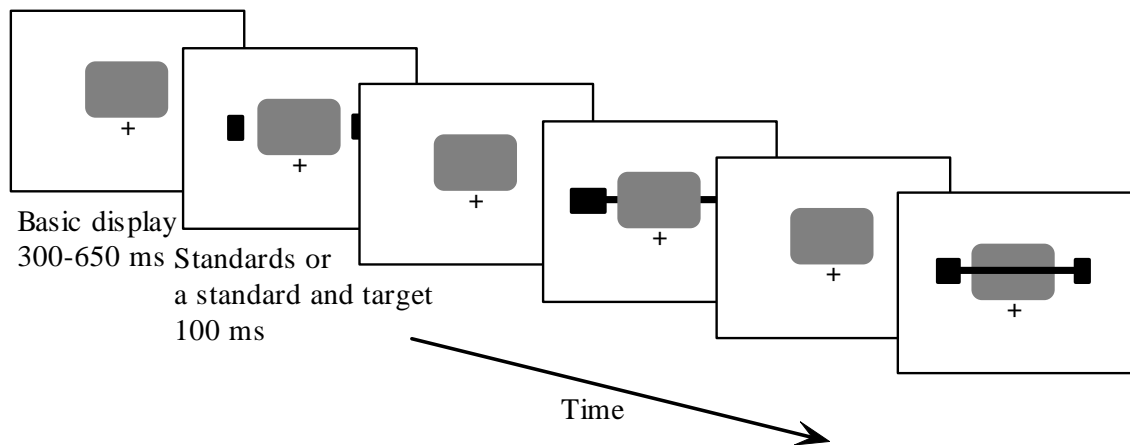 Basic display
300-650 ms
Standards or
a standard and target
100 ms
Time